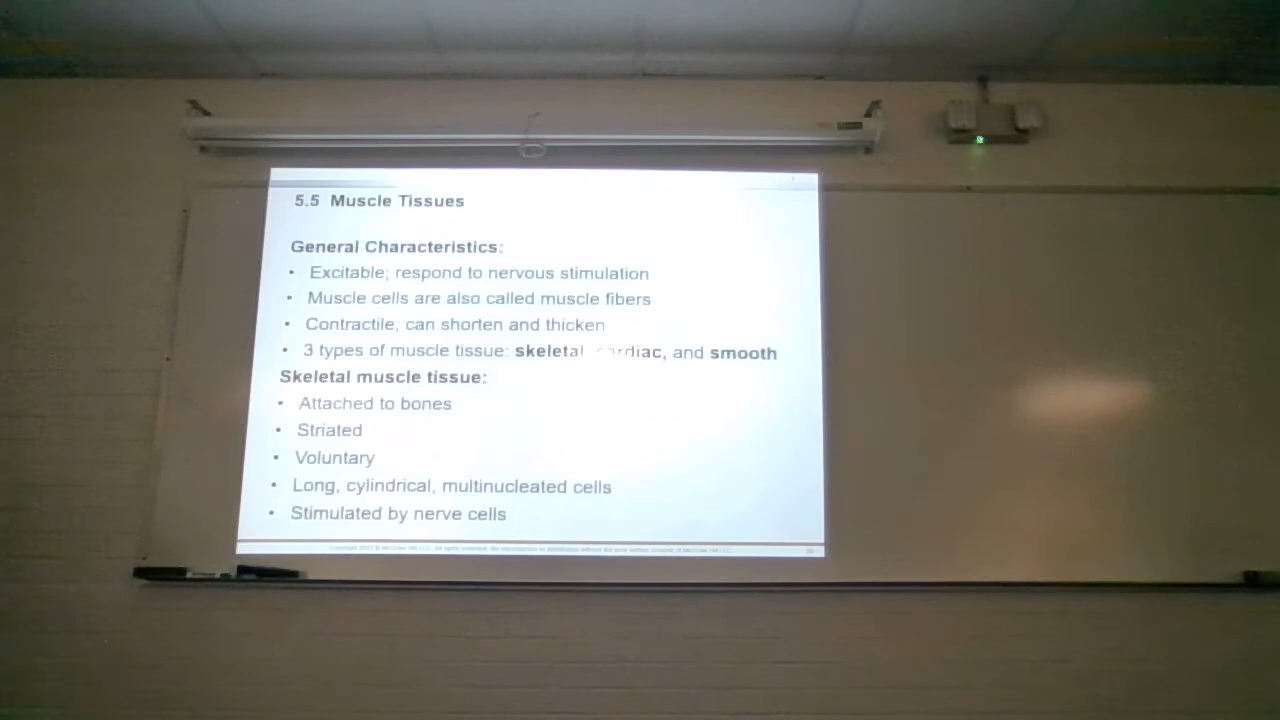 5.5 Muscle Tissues
General Characteristics:
• Excitable; respond to nervous stimulation
• Muscle cells are also called muscle fibers
• Contractile; can shorten and thicken
• 3 types of muscle tissue: skeletal, cardiac, and smooth
Skeletal muscle tissue:
• Attached to bones
• Striated
• Voluntary
• Long, cylindrical, multinucleated cells
• Stimulated by nerve cells